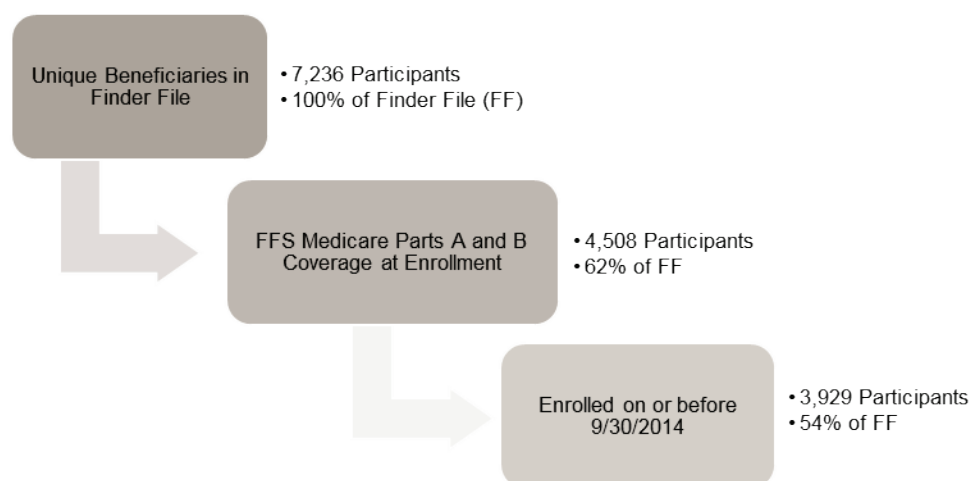 Unique Beneficiaries in
Finder File
• 7,236 Participants
• 100% of Finder File (FF)
FFS Medicare Parts A and B
Coverage at Enrollment
• 4,508 Participants
• 62% of FF
Enrolled on or before
9/30/2014
• 3,929 Participants
• 54% of FF